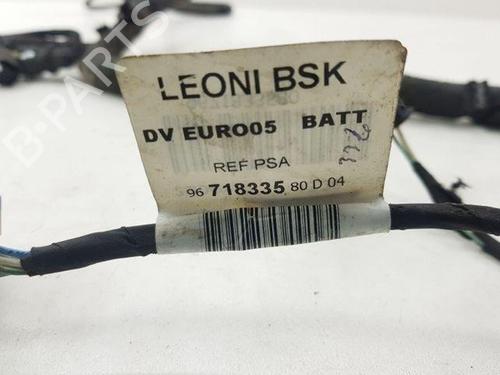 LEONI BSK
DV EURO05 BATT
REF PSA
96 718335 80 D 04